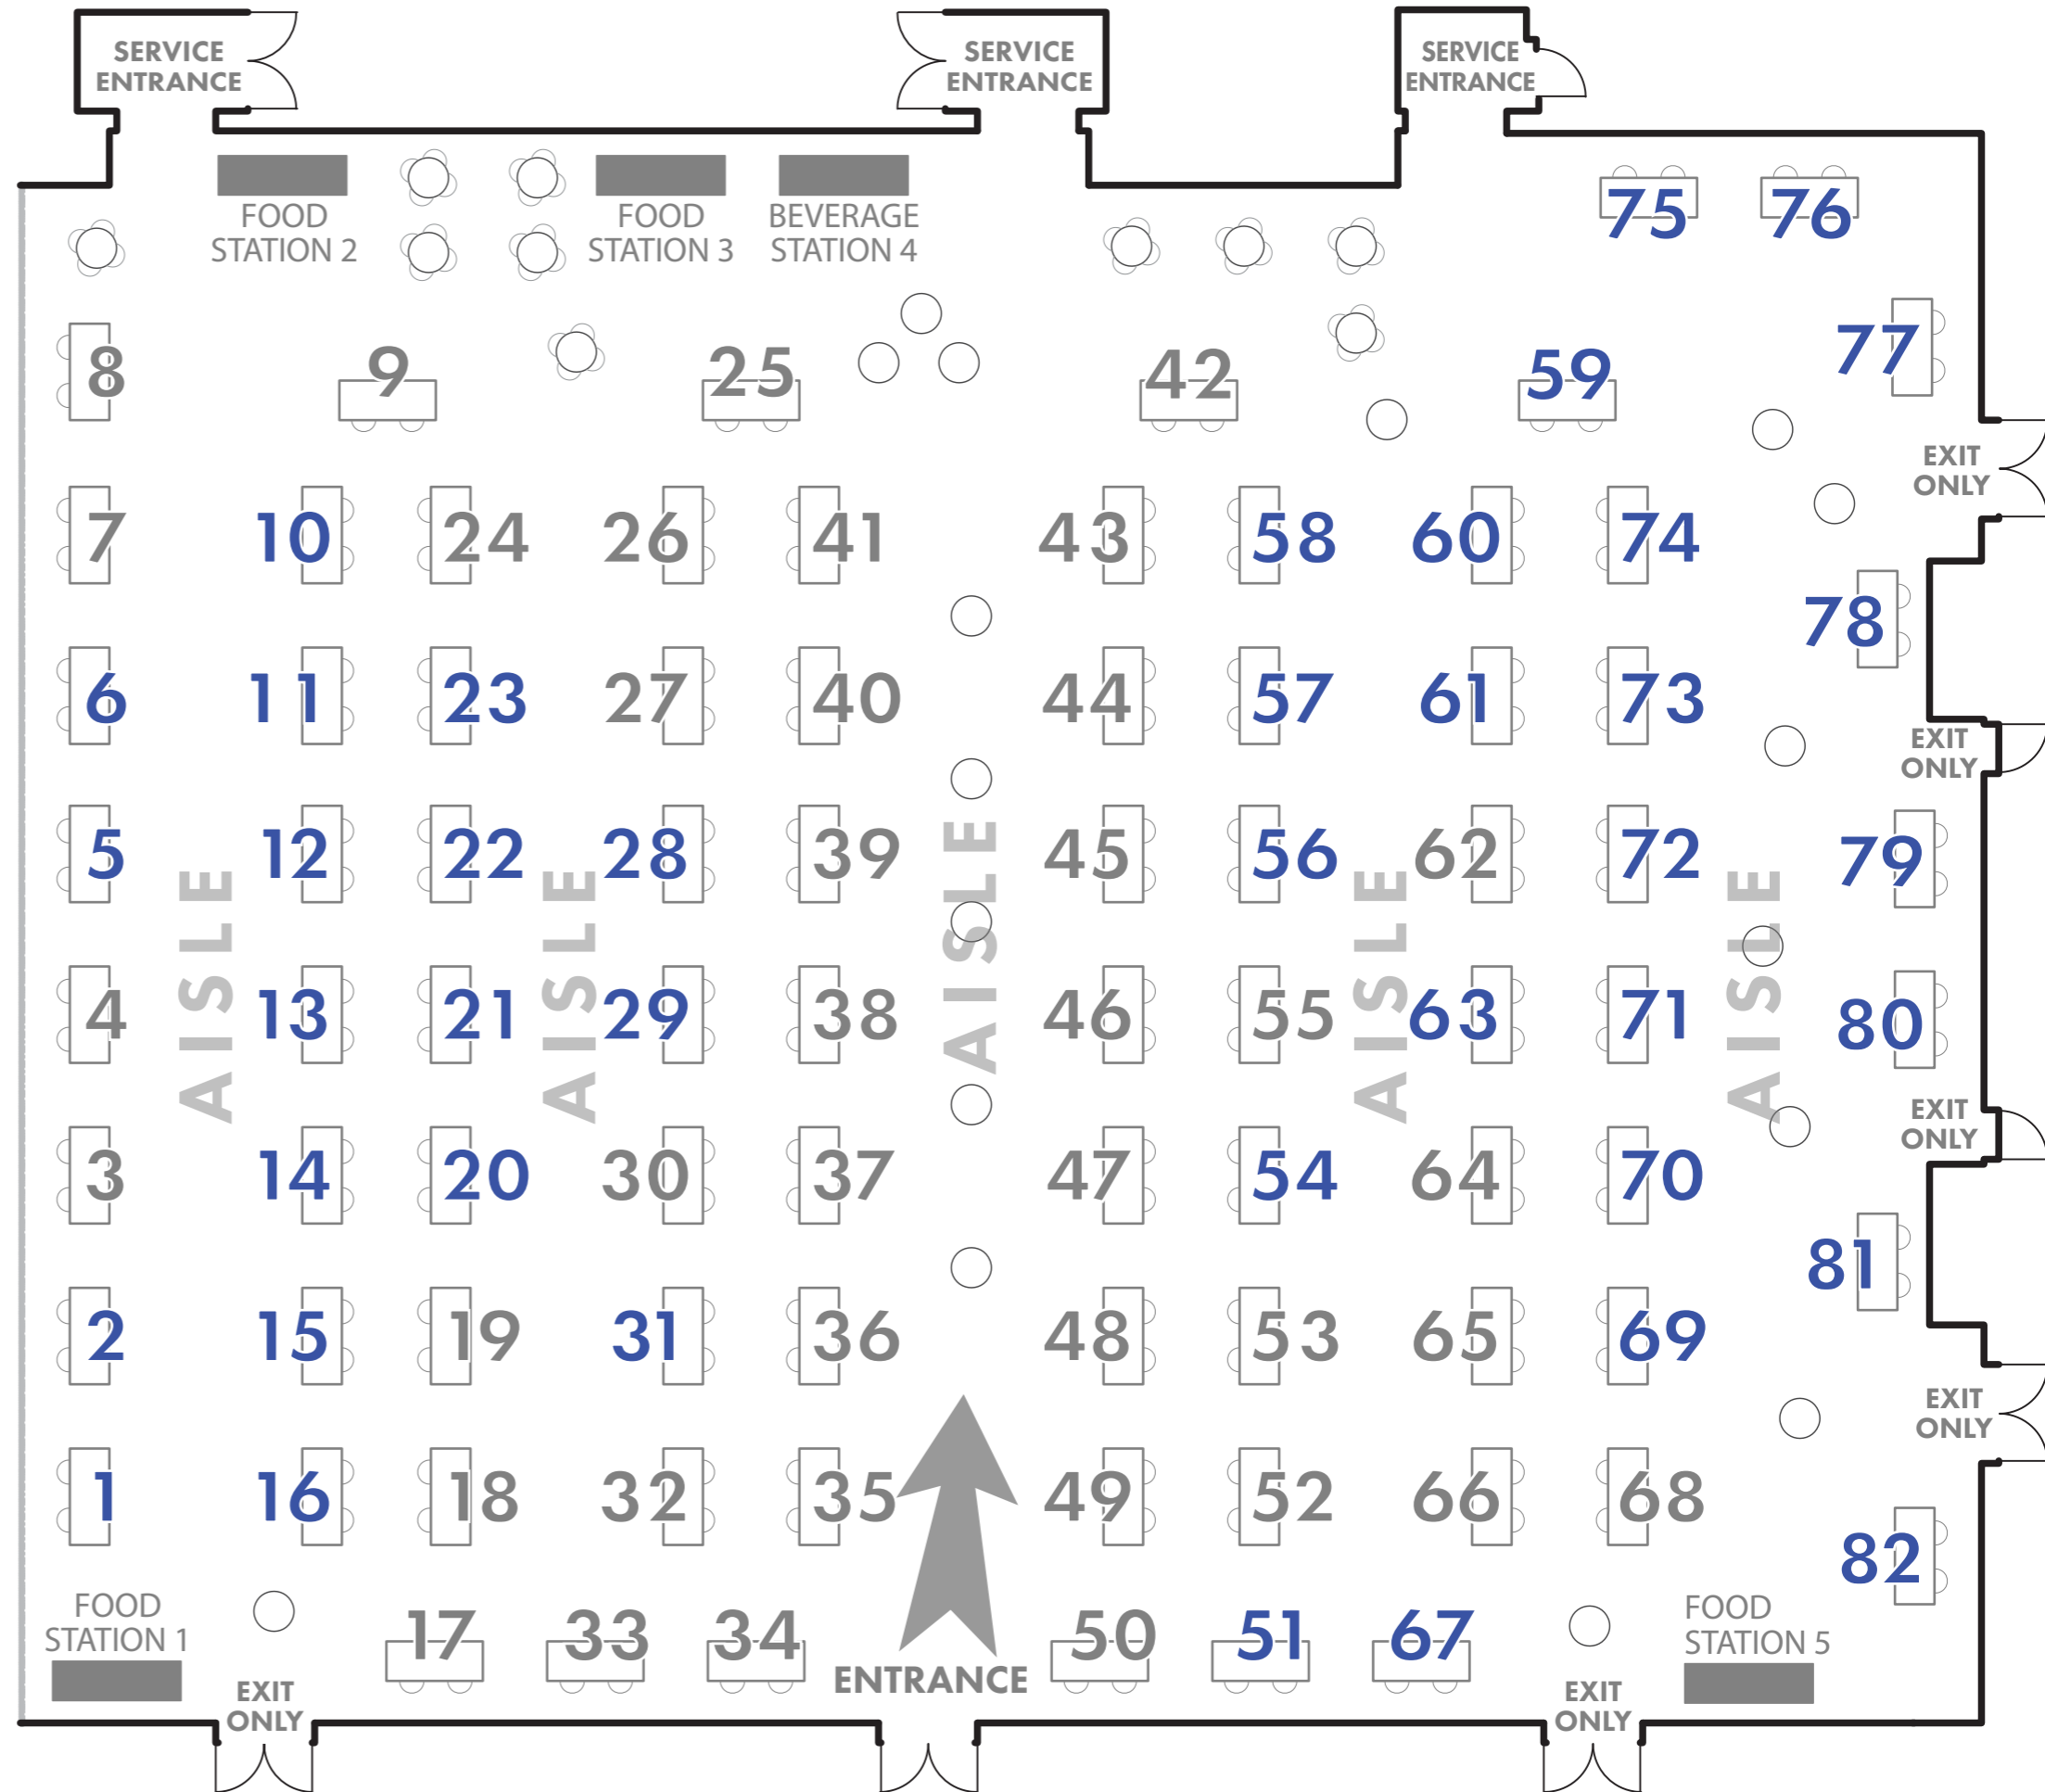 SERVICE
ENTRANCE
SERVICE
ENTRANCE
SERVICE
ENTRANCE
FOOD
STATION 2
FOOD
STATION 3
BEVERAGE
STATION 4
75 76
8 9 25 42 59 77
EXIT
ONLY
7 10 24 26 41 43 58 60 74
78
6 11 23 27 40 44 57 61 73
EXIT
ONLY
5 12 22 28 39 45 56 62 72 79
AISLE AISLE AISLE AISLE AISLE
4 13 21 29 38 46 55 63 71 80
EXIT
ONLY
3 14 20 30 37 47 54 64 70
81
2 15 19 31 36 48 53 65 69
EXIT
ONLY
1 16 18 32 35 49 52 66 68
82
FOOD
STATION 1
17 33 34 50 51 67
FOOD
STATION 5
ENTRANCE
EXIT
ONLY
EXIT
ONLY